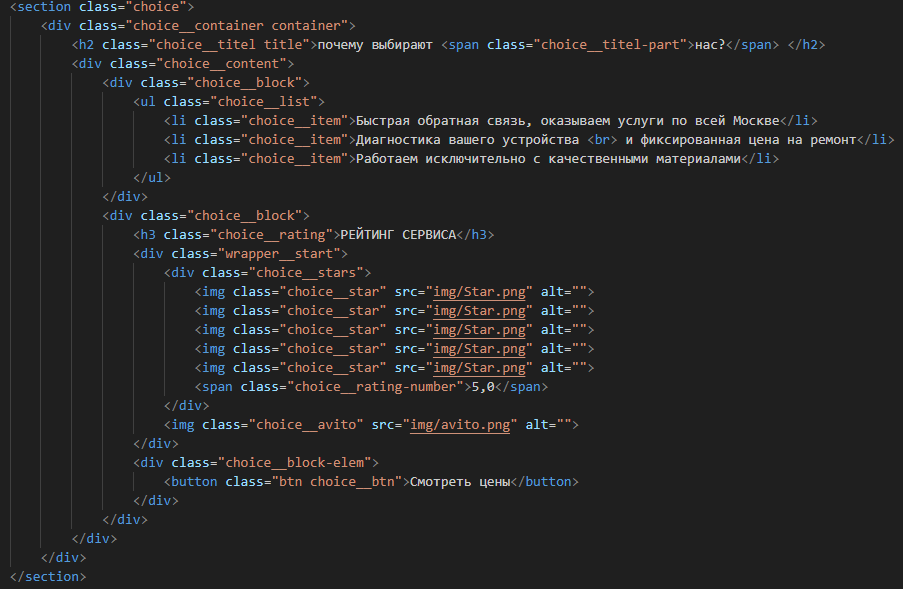 <section class="choice">
<div class="choice__container container">
<h2 class="choice__titel title">почему выбирают <span class="choice__titel-part">нас?</span> </h2>
<div class="choice__content">
<div class="choice__block">
<ul class="choice__list">
<li class="choice__item">Быстрая обратная связь, оказываем услуги по всей Москве</li>
<li class="choice__item">Диагностика вашего устройства <br> и фиксированная цена на ремонт</li>
<li class="choice__item">Работаем исключительно с качественными материалами</li>
</ul>
</div>
<div class="choice__block">
<h3 class="choice__rating">РЕЙТИНГ СЕРВИСА</h3>
<div class="wrapper__start">
<div class="choice__stars">
<img class="choice__star" src="img/Star.png" alt="">
<img class="choice__star" src="img/Star.png" alt="">
<img class="choice__star" src="img/Star.png" alt="">
<img class="choice__star" src="img/Star.png" alt="">
<img class="choice__star" src="img/Star.png" alt="">
<span class="choice__rating-number">5,0</span>
</div>
<img class="choice__avito" src="img/avito.png" alt="">
</div>
<div class="choice__block-elem">
<button class="btn choice__btn">Смотреть цены</button>
</div>
</div>
</div>
</div>
</section>